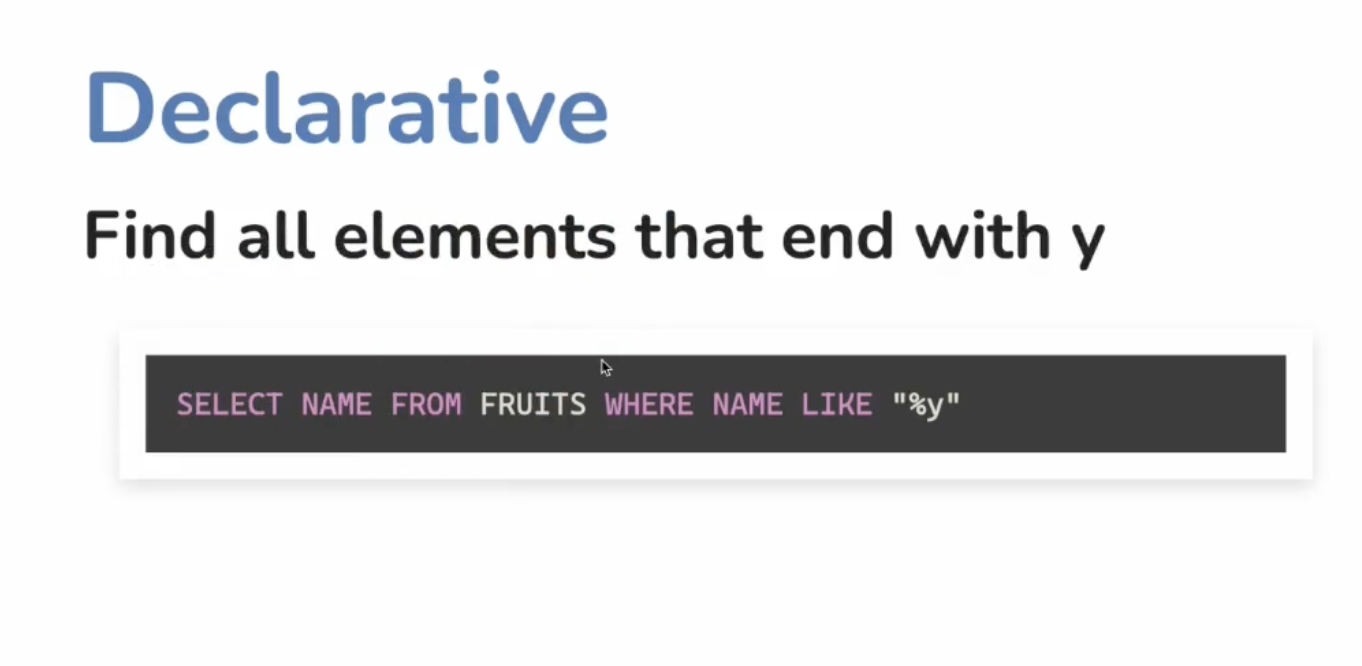 Declarative
Find all elements that end with y
SELECT NAME FROM FRUITS WHERE NAME LIKE "%y"